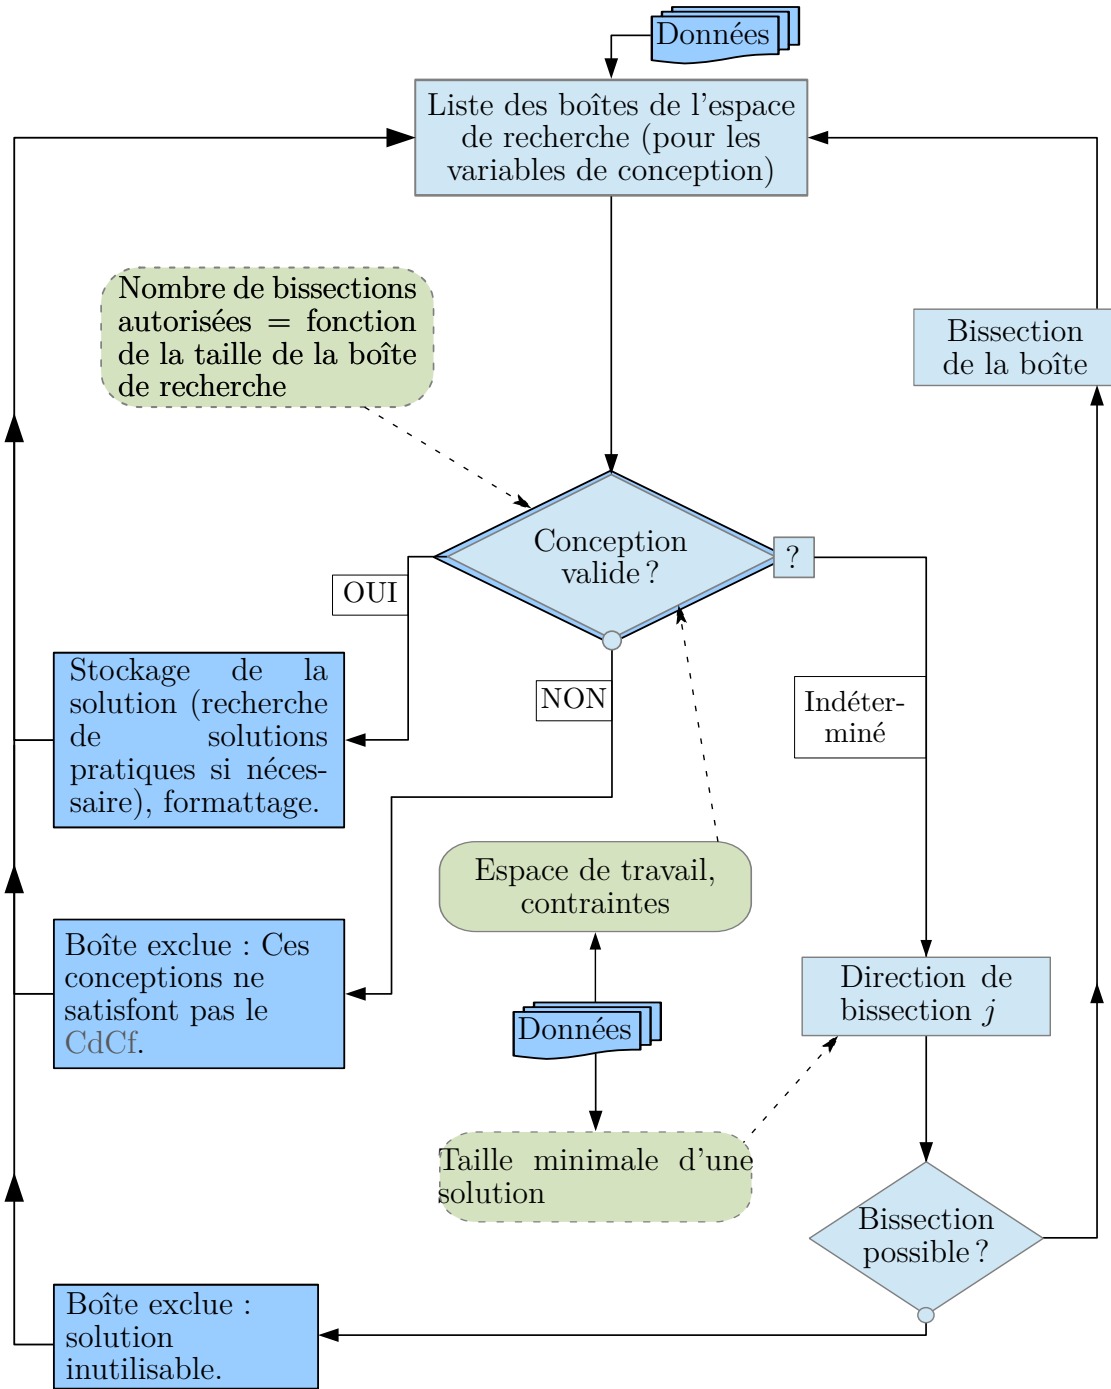 Données
Liste des boîtes de l'espace
de recherche (pour les
variables de conception)
Nombre de bissections
autorisées = fonction
de la taille de la boîte
de recherche
Bissection
de la boîte
Conception
valide ?
?
OUI
Stockage de la
solution (recherche
de solutions
pratiques si néces-
saire), formattage.
NON
Indéter-
miné
Espace de travail,
contraintes
Boîte exclue : Ces
conceptions ne
satisfont pas le
CdCf.
Données
Direction de
bissection j
Taille minimale d'une
solution
Bissection
possible ?
Boîte exclue :
solution
inutilisable.